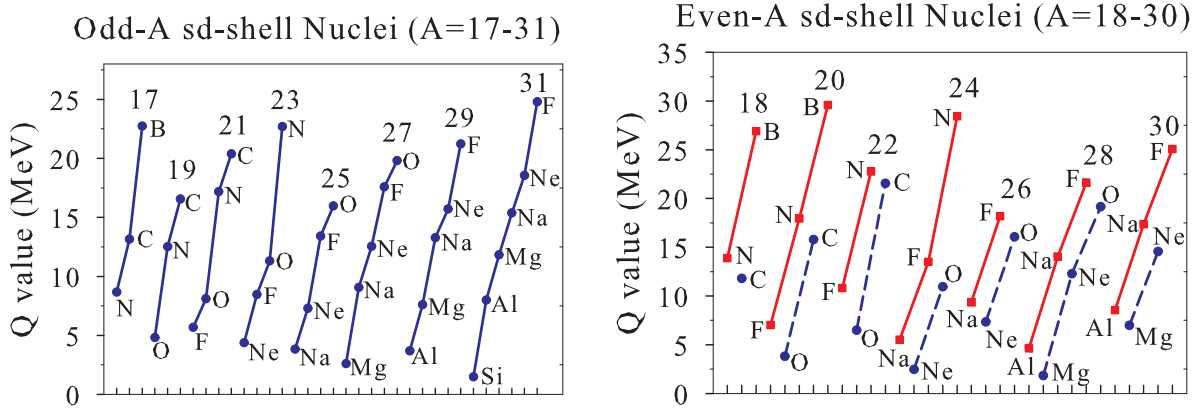 Odd-A sd-shell Nuclei (A=17-31)
Q value (MeV)
25
20
15
10
5
0
17
B
C
N
19
C
N
O
21
C
N
O
F
23
N
O
F
Ne
25
O
F
Ne
Na
27
O
F
Ne
Na
Mg
29
F
Ne
Na
Mg
Al
31
F
Ne
Na
Mg
Al
Si
Even-A sd-shell Nuclei (A=18-30)
Q value (MeV)
35
30
25
20
15
10
5
0
18
B
N
C
20
B
N
F
C
O
22
N
F
C
O
24
N
F
Na
O
Ne
26
F
Na
O
Ne
28
F
Na
Al
O
Ne
Mg
30
F
Na
Al
Ne
Mg